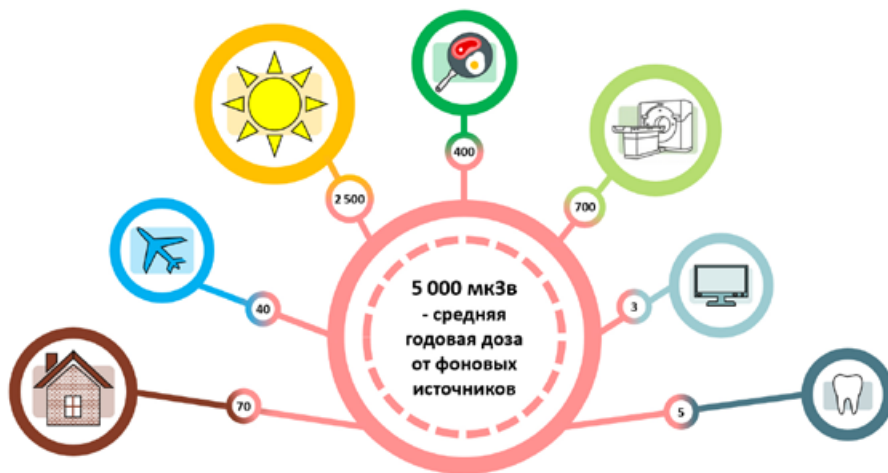 400
2 500
700
40
3
5 000 мкЗв
- средняя
годовая доза
от фоновых
источников
70
5